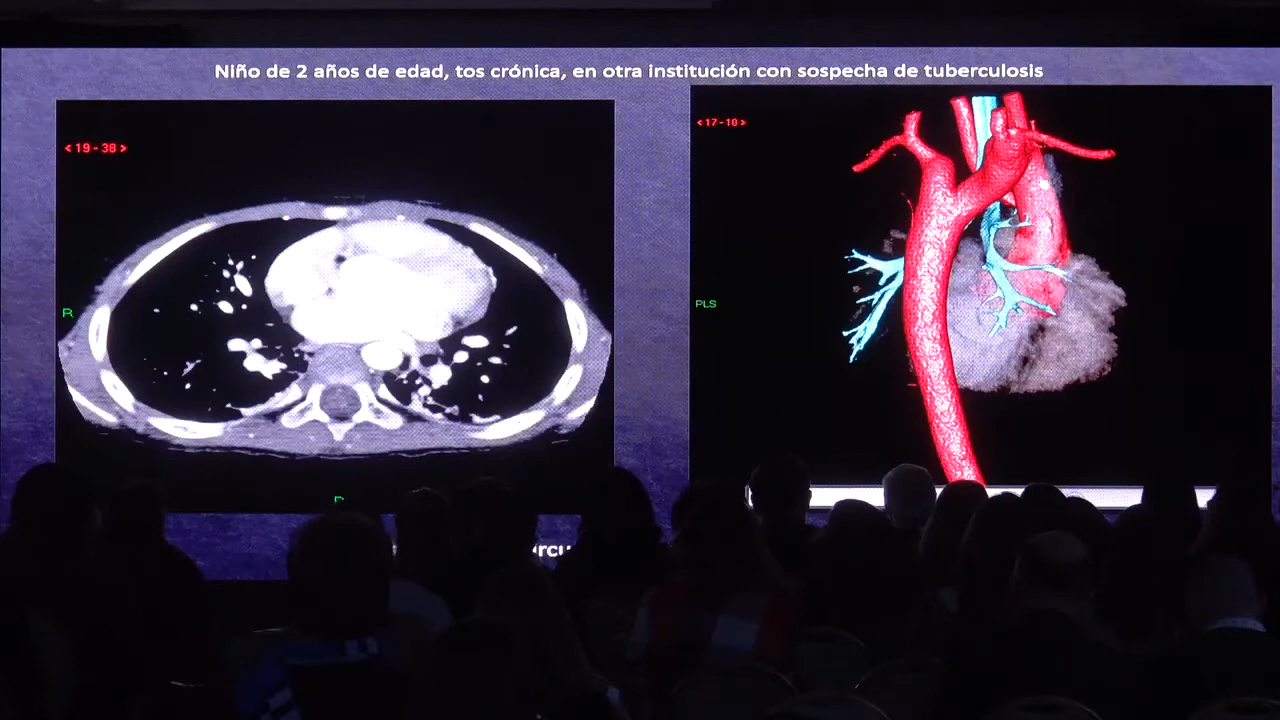 Niño de 2 años de edad, tos crónica, en otra institución con sospecha de tuberculosis
<19-38>
<17-10>
R
PLS